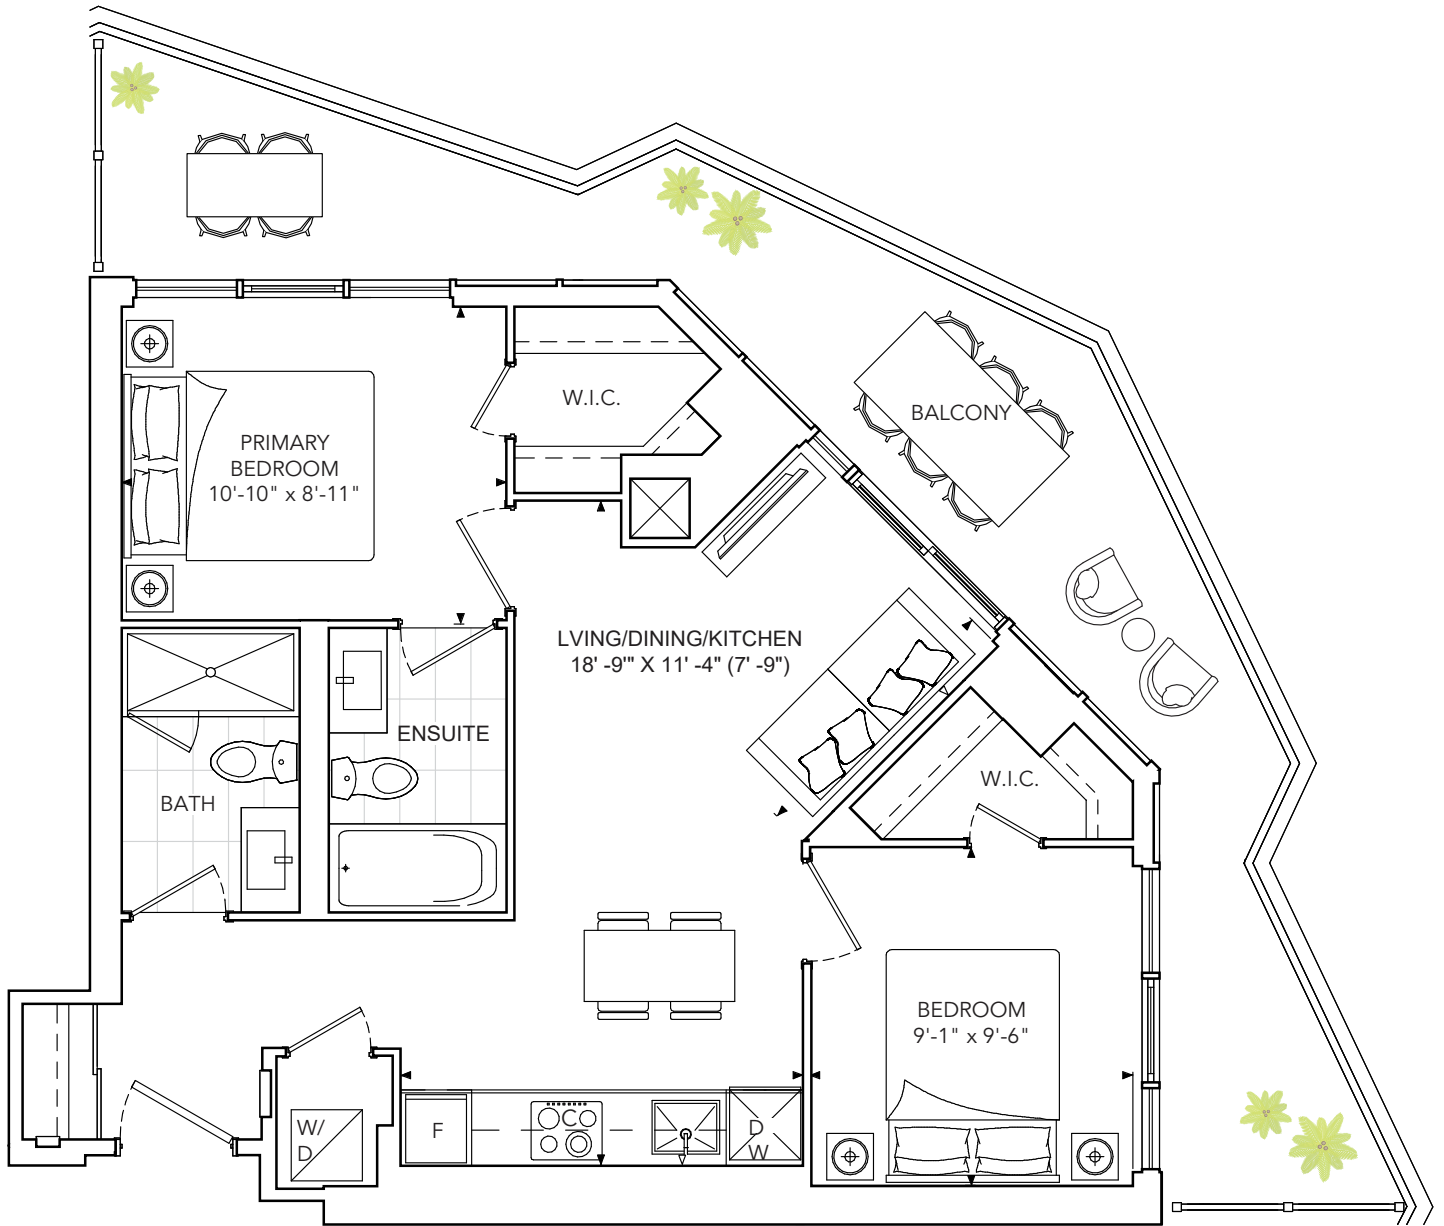 W.I.C.
BALCONY
PRIMARY
BEDROOM
10'-10" x 8'-11"
LVING/DINING/KITCHEN
18' -9'" X 11' -4" (7' -9")
ENSUITE
W.I.C.
BATH
BEDROOM
9'-1" x 9'-6"
W/
D
F
C
D
W